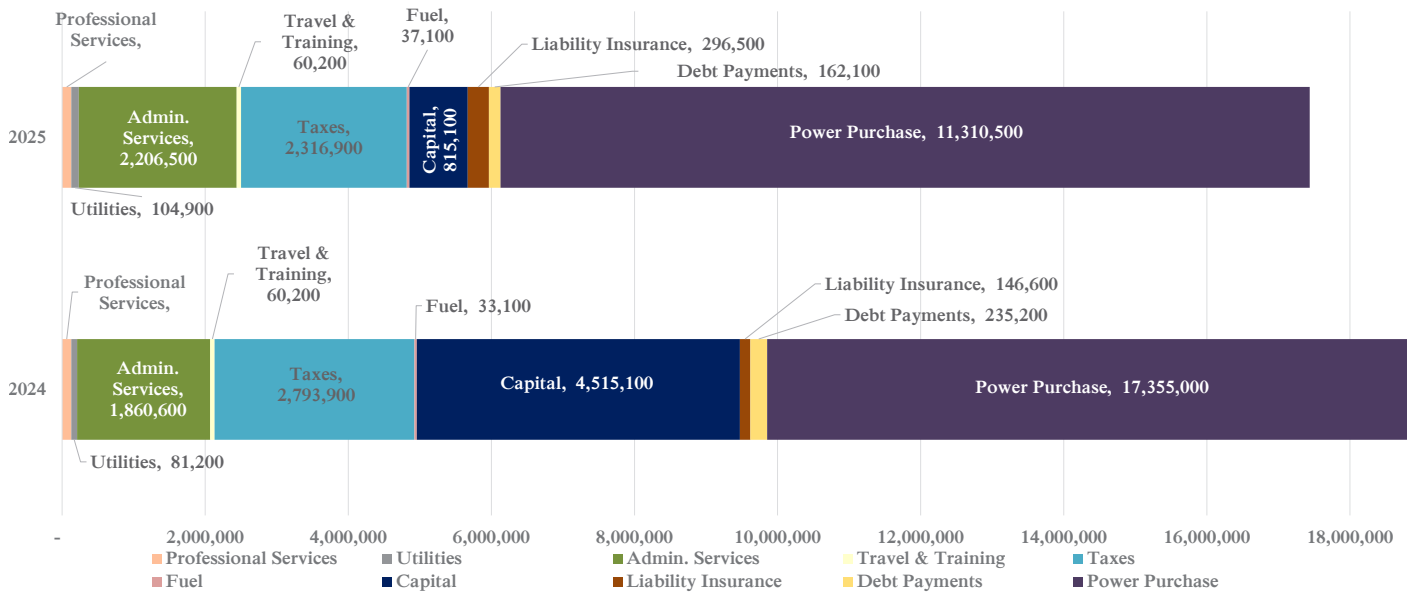 Professional
Services,
Travel &
Training,
60,200
Fuel,
37,100
Liability Insurance, 296,500
Debt Payments, 162,100
2025
Admin.
Services,
2,206,500
Taxes,
2,316,900
Capital,
815,100
Power Purchase, 11,310,500
Utilities, 104,900
Professional
Services,
Travel &
Training,
60,200
Fuel, 33,100
Liability Insurance, 146,600
Debt Payments, 235,200
2024
Admin.
Services,
1,860,600
Taxes,
2,793,900
Capital, 4,515,100
Power Purchase, 17,355,000
Utilities, 81,200
- 2,000,000 4,000,000 6,000,000 8,000,000 10,000,000 12,000,000 14,000,000 16,000,000 18,000,000
Professional Services Utilities Admin. Services Travel & Training Taxes
Fuel Capital Liability Insurance Debt Payments Power Purchase